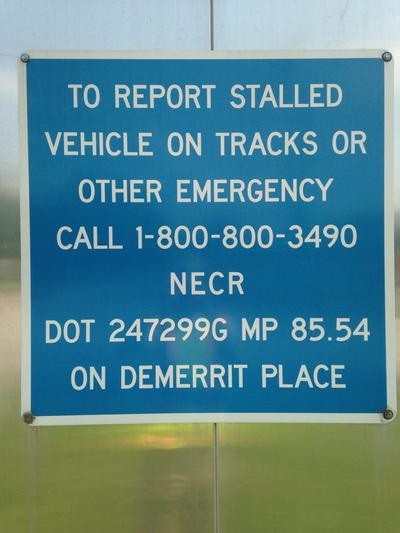 TO REPORT STALLED
VEHICLE ON TRACKS OR
OTHER EMERGENCY
CALL 1-800-800-3490
NECR
DOT 247299G MP 85.54
ON DEMERRIT PLACE